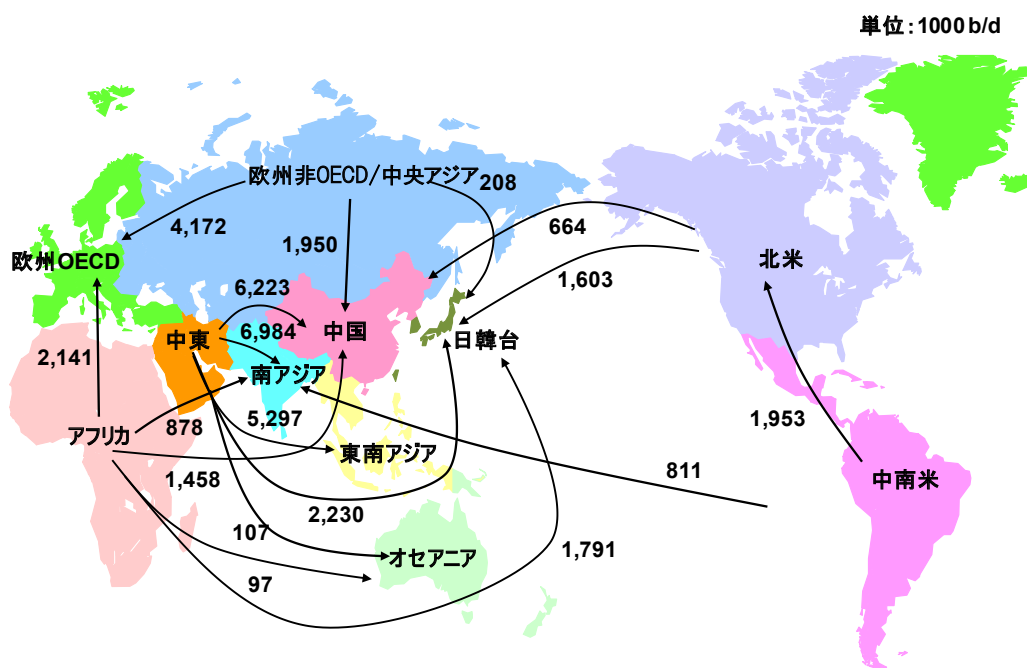 単位：1000 b/d
欧州非OECD/中央アジア
208
4,172
664
1,950
欧州OECD
北米
6,223
1,603
中東
6,984
中国
日韓台
2,141
南アジア
878
5,297
アフリカ
東南アジア
1,953
1,458
811
中南米
2,230
107
1,791
オセアニア
97